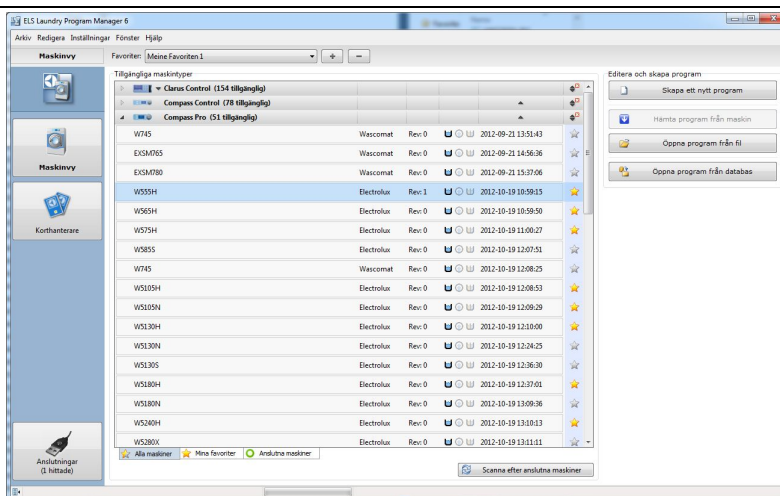 ELS Laundry Program Manager 6
Arkiv Redigera Inställningar Fönster Hjälp
Maskinvy
Favoriter: Meine Favoriten 1
Tillgängliga maskintyper
Clarus Control (154 tillgänglig)
Compass Control (78 tillgänglig)
Compass Pro (51 tillgänglig)
W745 Wascomat Rev: 0 2012-09-21 13:51:43
EXSM765 Wascomat Rev: 0 2012-09-21 14:56:36
EXSM780 Wascomat Rev: 0 2012-09-21 15:37:06
W555H Electrolux Rev: 1 2012-10-19 10:59:15
W565H Electrolux Rev: 0 2012-10-19 10:59:50
W575H Electrolux Rev: 0 2012-10-19 11:00:27
W585S Electrolux Rev: 0 2012-10-19 12:07:51
W745 Wascomat Rev: 0 2012-10-19 12:08:25
W5105H Electrolux Rev: 0 2012-10-19 12:08:53
W5105N Electrolux Rev: 0 2012-10-19 12:09:29
W5130H Electrolux Rev: 0 2012-10-19 12:10:00
W5130N Electrolux Rev: 0 2012-10-19 12:24:25
W5130S Electrolux Rev: 0 2012-10-19 12:36:30
W5180H Electrolux Rev: 0 2012-10-19 12:37:01
W5180N Electrolux Rev: 0 2012-10-19 13:09:36
W5240H Electrolux Rev: 0 2012-10-19 13:10:13
W5280X Electrolux Rev: 0 2012-10-19 13:11:11
Alla maskiner Mina favoriter Anslutna maskiner
Scanna efter anslutna maskiner
Editera och skapa program
Skapa ett nytt program
Hämta program från maskin
Öppna program från fil
Öppna program från databas
Maskinvy
Korthanterare
Anslutningar
(1 hittade)